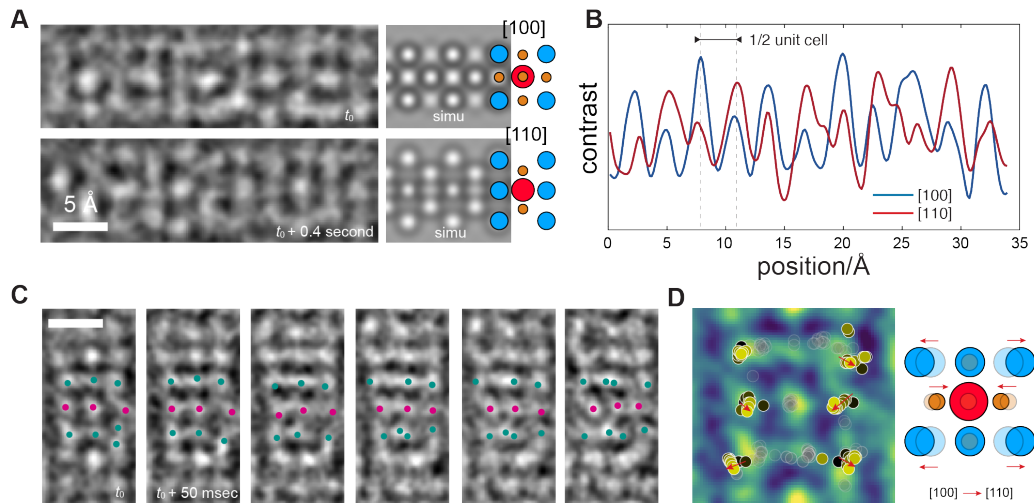 A
[100]
t₀
simu
[110]
5 Å
t₀ + 0.4 second
simu
B
1/2 unit cell
contrast
[100]
[110]
0 5 10 15 20 25 30 35
position/Å
C
t₀
t₀ + 50 msec
D
[100] → [110]